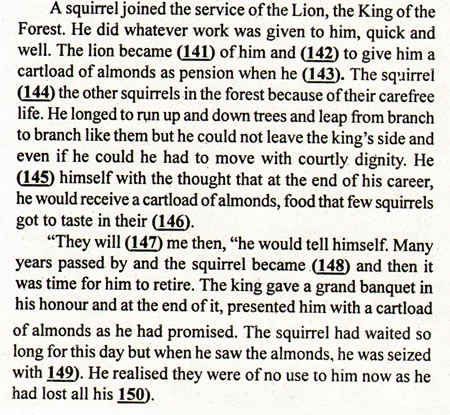 A squirrel joined the service of the Lion, the King of the
Forest. He did whatever work was given to him, quick and
well. The lion became (141) of him and (142) to give him a
cartload of almonds as pension when he (143). The squirrel
(144) the other squirrels in the forest because of their carefree
life. He longed to run up and down trees and leap from branch
to branch like them but he could not leave the king's side and
even if he could he had to move with courtly dignity. He
(145) himself with the thought that at the end of his career,
he would receive a cartload of almonds, food that few squirrels
got to taste in their (146).
"They will (147) me then, "he would tell himself. Many
years passed by and the squirrel became (148) and then it
was time for him to retire. The king gave a grand banquet in
his honour and at the end of it, presented him with a cartload
of almonds as he had promised. The squirrel had waited so
long for this day but when he saw the almonds, he was seized
with 149). He realised they were of no use to him now as he
had lost all his 150).